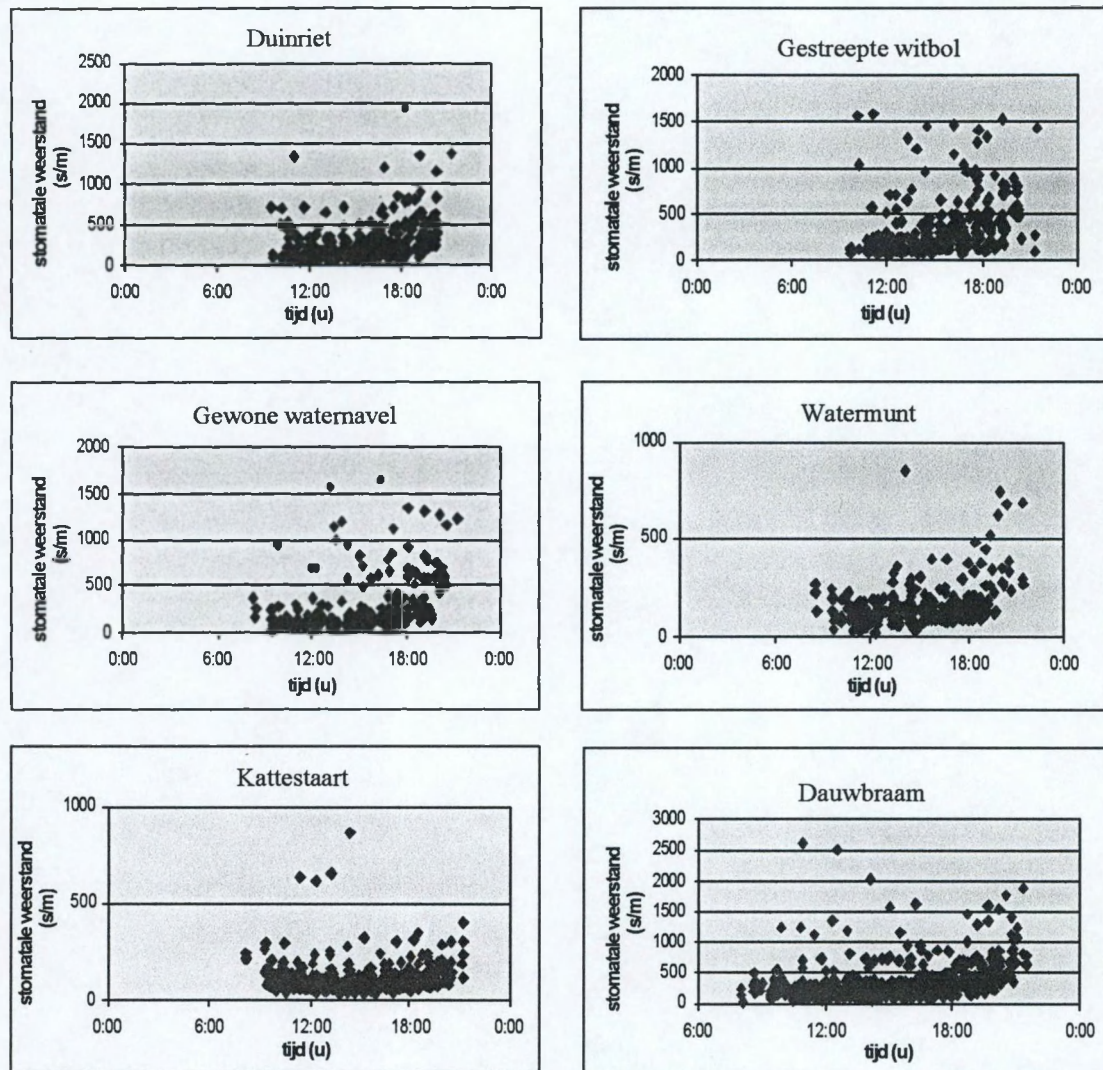 Duinriet
stomatale weerstand
(s/m)
2500
2000
1500
1000
500
0
0:00 6:00 12:00 18:00 0:00
tijd (u)
Gestreepte witbol
stomatale weerstand
(s/m)
2000
1500
1000
500
0
0:00 6:00 12:00 18:00 0:00
tijd (u)
Gewone waternavel
stomatale weerstand
(s/m)
2000
1500
1000
500
0
0:00 6:00 12:00 18:00 0:00
tijd (u)
Watermunt
stomatale weerstand
(s/m)
1000
500
0
0:00 6:00 12:00 18:00 0:00
tijd (u)
Kattestaart
stomatale weerstand
(s/m)
1000
500
0
0:00 6:00 12:00 18:00 0:00
tijd (u)
Dauwbraam
stomatale weerstand
(s/m)
3000
2500
2000
1500
1000
500
0
6:00 12:00 18:00 0:00
tijd (u)